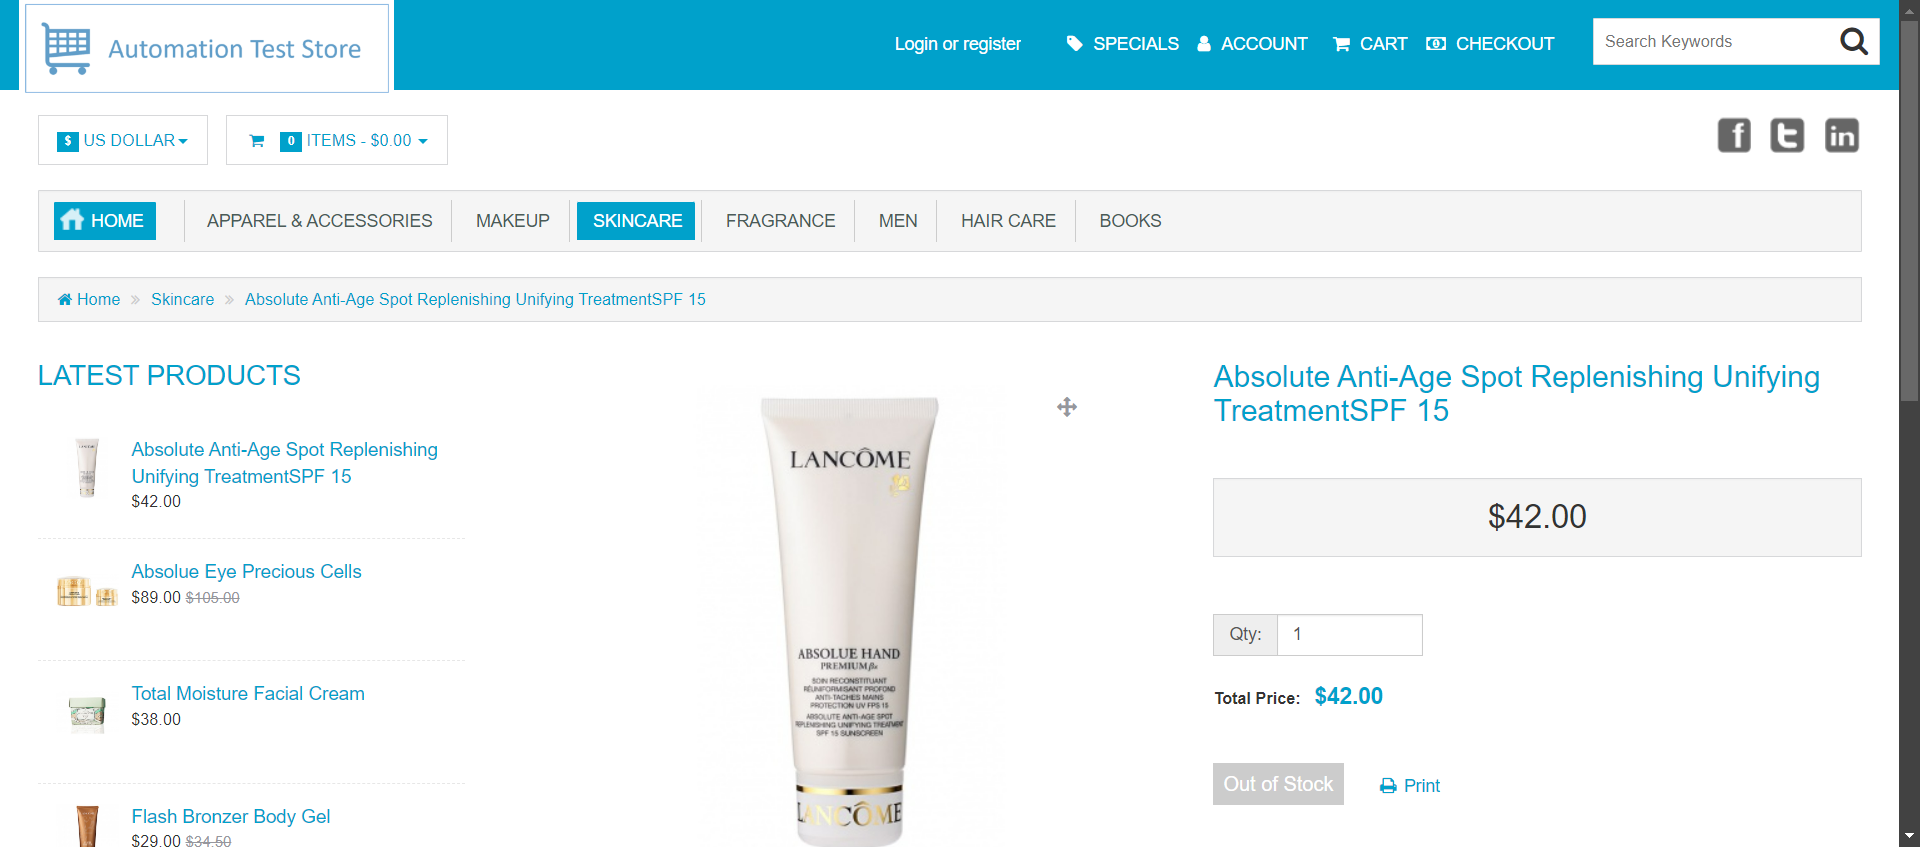 Automation Test Store
Login or register
SPECIALS
ACCOUNT
CART
CHECKOUT
Search Keywords
$ US DOLLAR
0 ITEMS - $0.00
HOME
APPAREL & ACCESSORIES
MAKEUP
SKINCARE
FRAGRANCE
MEN
HAIR CARE
BOOKS
Home » Skincare » Absolute Anti-Age Spot Replenishing Unifying TreatmentSPF 15
LATEST PRODUCTS
Absolute Anti-Age Spot Replenishing
Unifying TreatmentSPF 15
$42.00
Absolue Eye Precious Cells
$89.00 $105.00
Total Moisture Facial Cream
$38.00
Flash Bronzer Body Gel
$29.00 $34.50
LANCÔME
ABSOLUE HAND
PREMIUM βx
SOIN RECONSTITUANT
RÉUNIFORMISANT PROFOND
ANTI-TACHES MAINS
PROTECTION UV FPS 15
ABSOLUTE ANTI-AGE SPOT
REPLENISHING UNIFYING TREATMENT
SPF 15 SUNSCREEN
LANCÔME
Absolute Anti-Age Spot Replenishing Unifying
TreatmentSPF 15
$42.00
Qty: 1
Total Price: $42.00
Out of Stock
Print